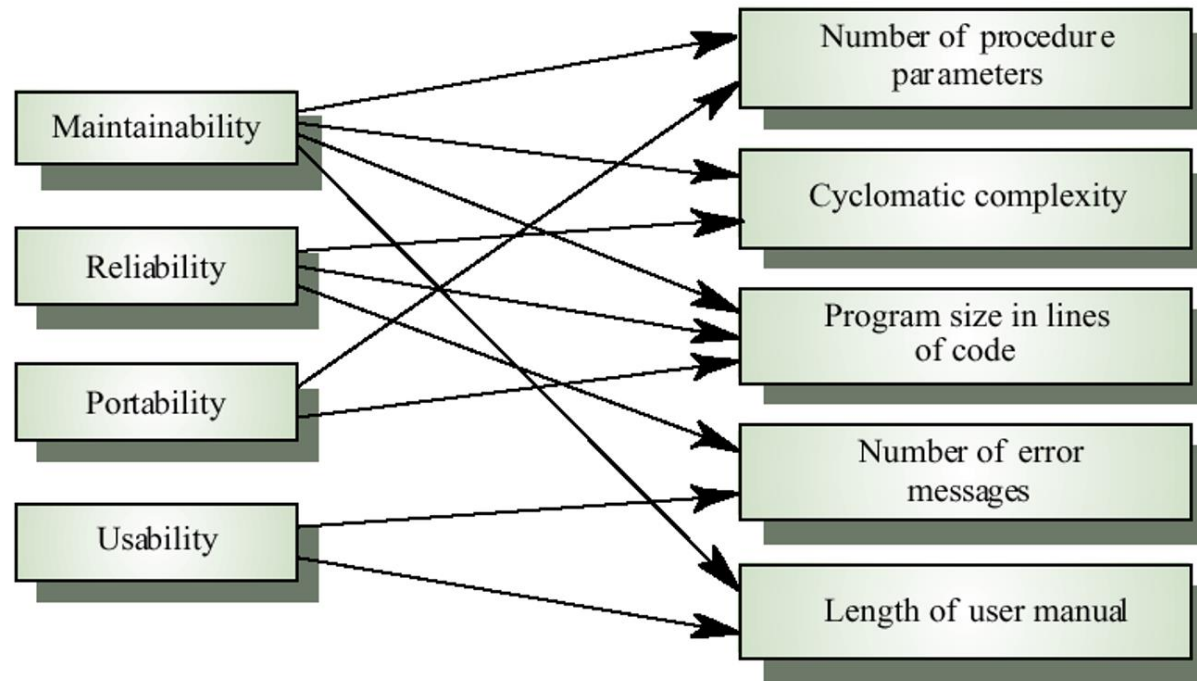 Maintainability
Reliability
Portability
Usability
Number of procedure
parameters
Cyclomatic complexity
Program size in lines
of code
Number of error
messages
Length of user manual